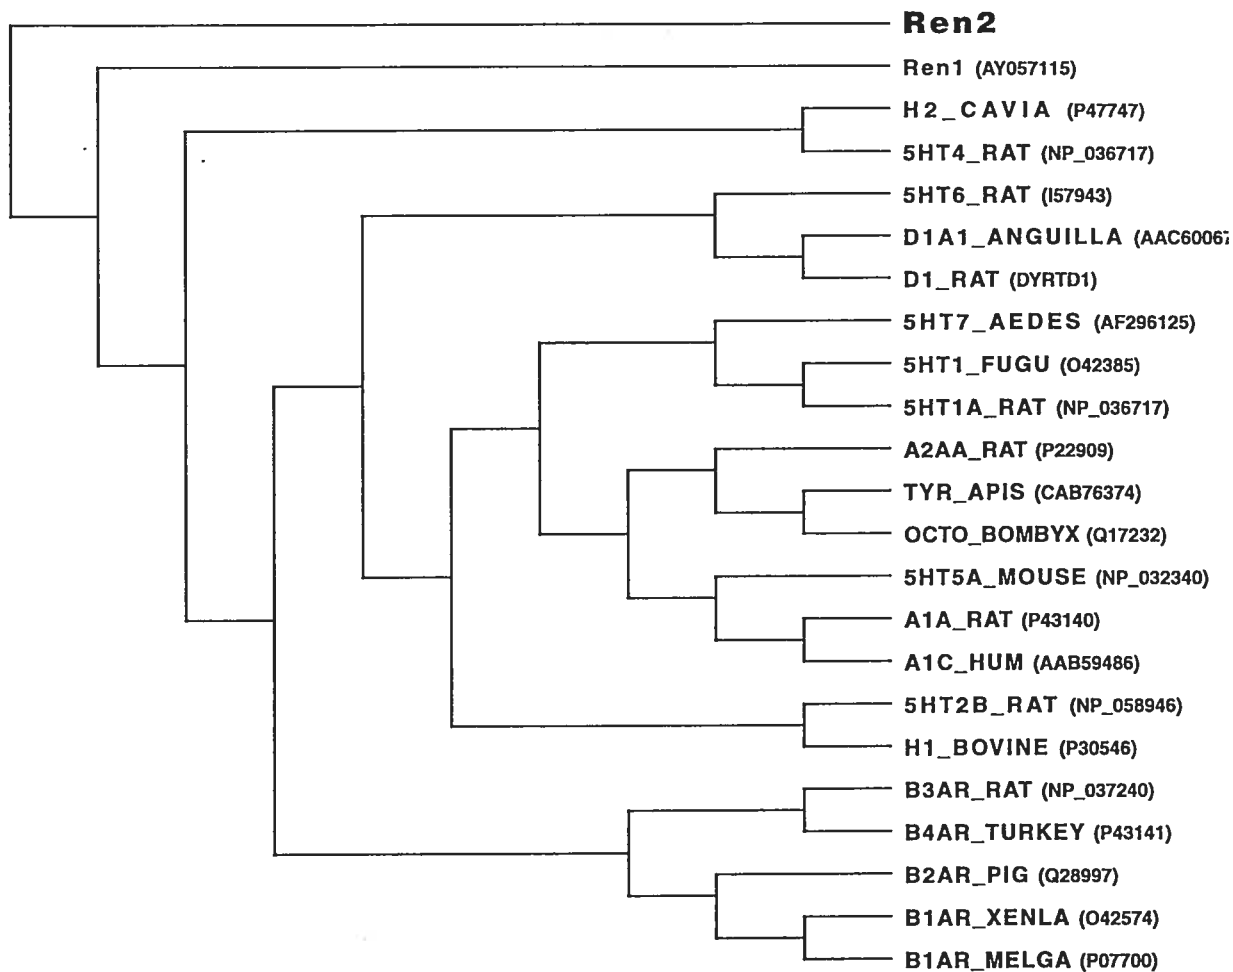 Ren2
Ren1 (AY057115)
H2_CAVIA (P47747)
5HT4_RAT (NP_036717)
5HT6_RAT (I57943)
D1A1_ANGUILLA (AAC6006
D1_RAT (DYRTD1)
5HT7_AEDES (AF296125)
5HT1_FUGU (O42385)
5HT1A_RAT (NP_036717)
A2AA_RAT (P22909)
TYR_APIS (CAB76374)
OCTO_BOMBYX (Q17232)
5HT5A_MOUSE (NP_032340)
A1A_RAT (P43140)
A1C_HUM (AAB59486)
5HT2B_RAT (NP_058946)
H1_BOVINE (P30546)
B3AR_RAT (NP_037240)
B4AR_TURKEY (P43141)
B2AR_PIG (Q28997)
B1AR_XENLA (O42574)
B1AR_MELGA (P07700)